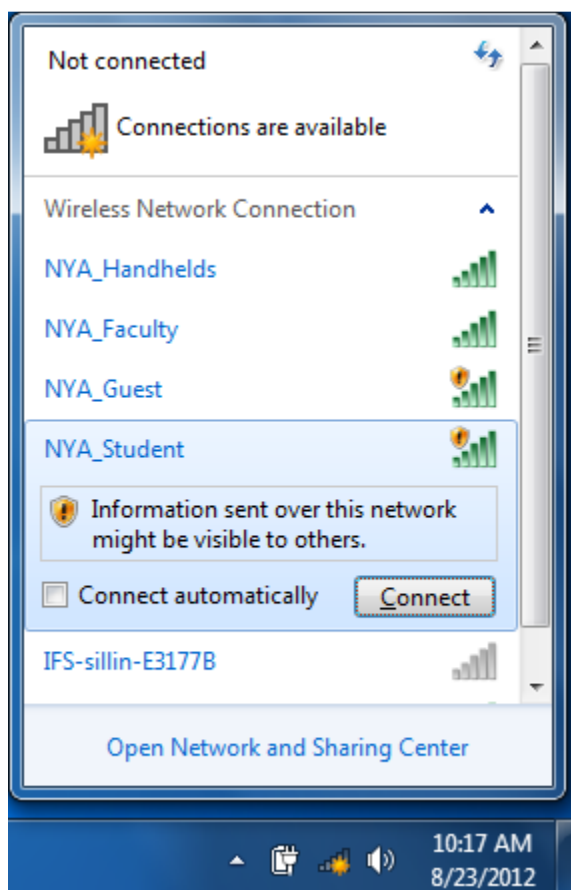 Not connected
Connections are available
Wireless Network Connection
NYA_Handhelds
NYA_Faculty
NYA_Guest
NYA_Student
Information sent over this network
might be visible to others.
Connect automatically
Connect
IFS-sillin-E3177B
Open Network and Sharing Center
10:17 AM
8/23/2012